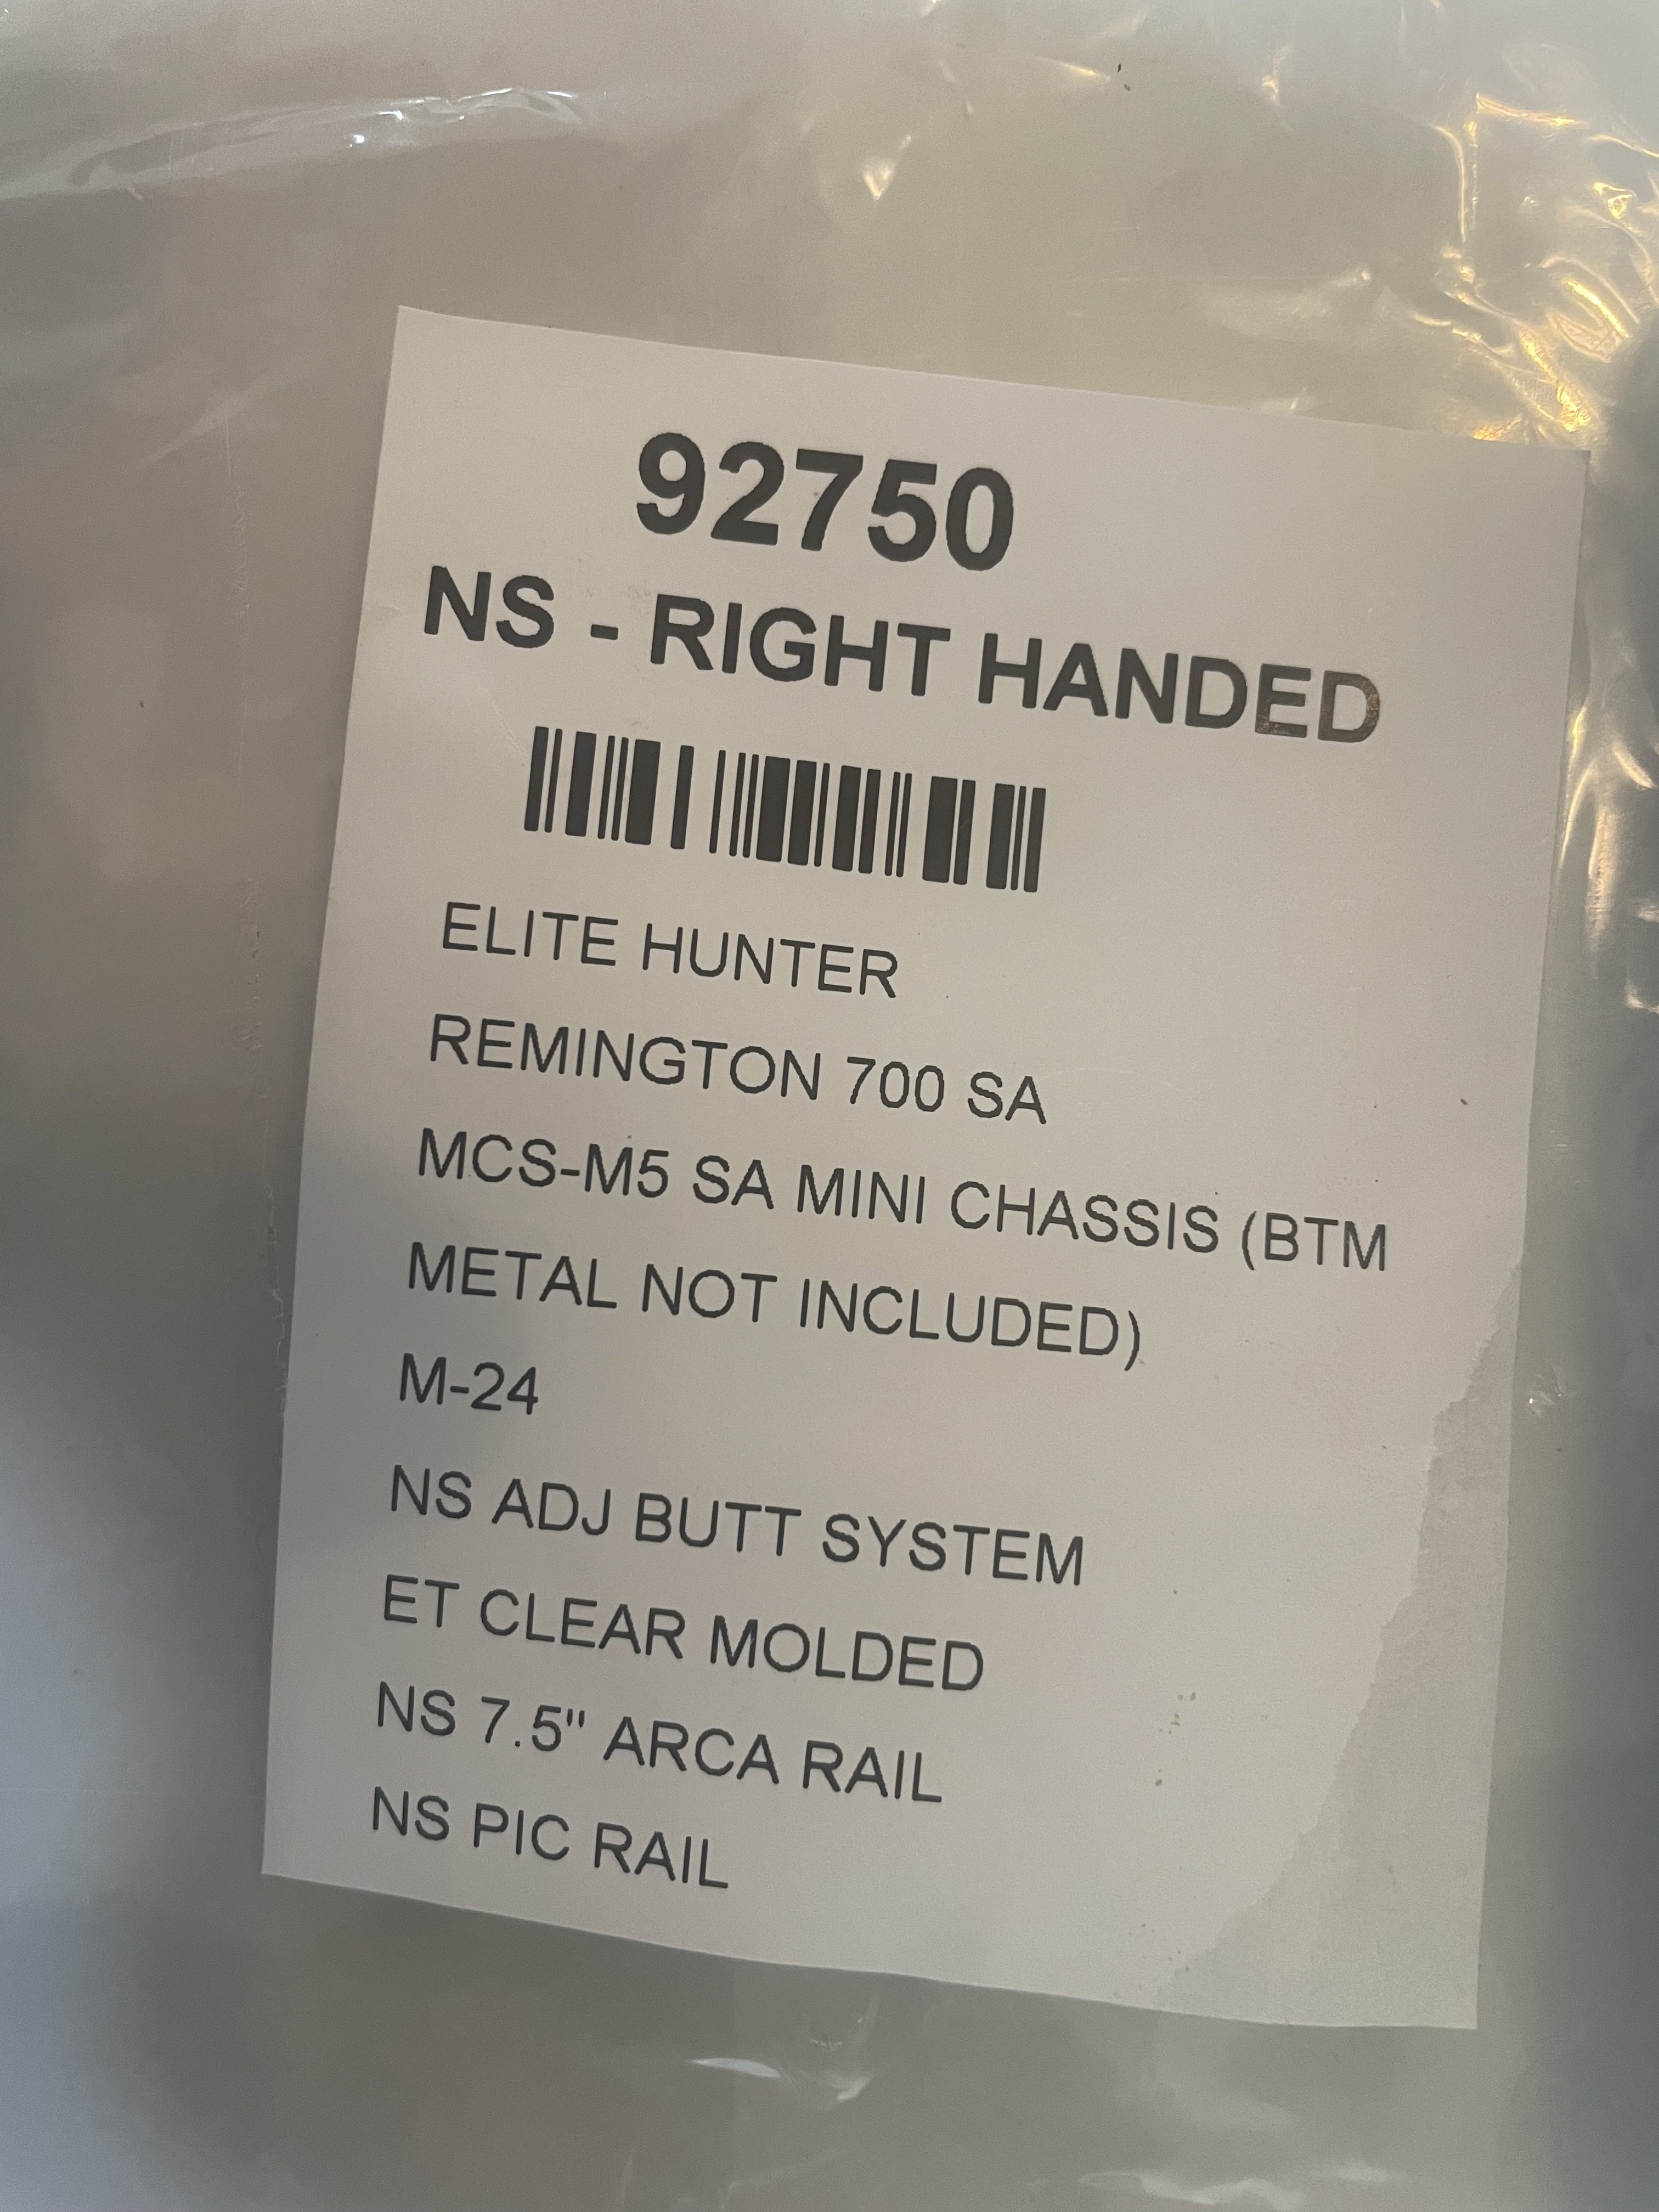 92750
NS - RIGHT HANDED
ELITE HUNTER
REMINGTON 700 SA
MCS-M5 SA MINI CHASSIS (BTM
METAL NOT INCLUDED)
M-24
NS ADJ BUTT SYSTEM
ET CLEAR MOLDED
NS 7.5" ARCA RAIL
NS PIC RAIL